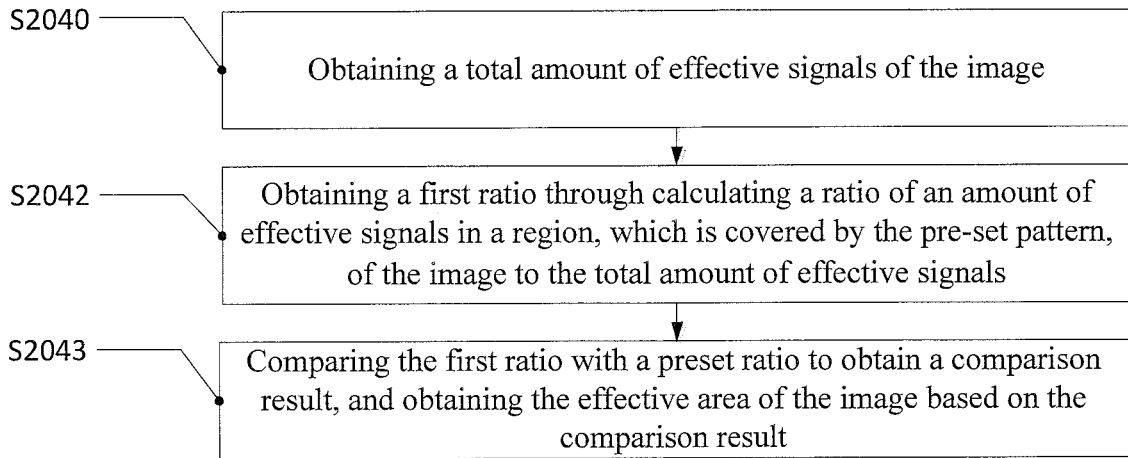 S2040
Obtaining a total amount of effective signals of the image
S2042
Obtaining a first ratio through calculating a ratio of an amount of
effective signals in a region, which is covered by the pre-set pattern,
of the image to the total amount of effective signals
S2043
Comparing the first ratio with a preset ratio to obtain a comparison
result, and obtaining the effective area of the image based on the
comparison result